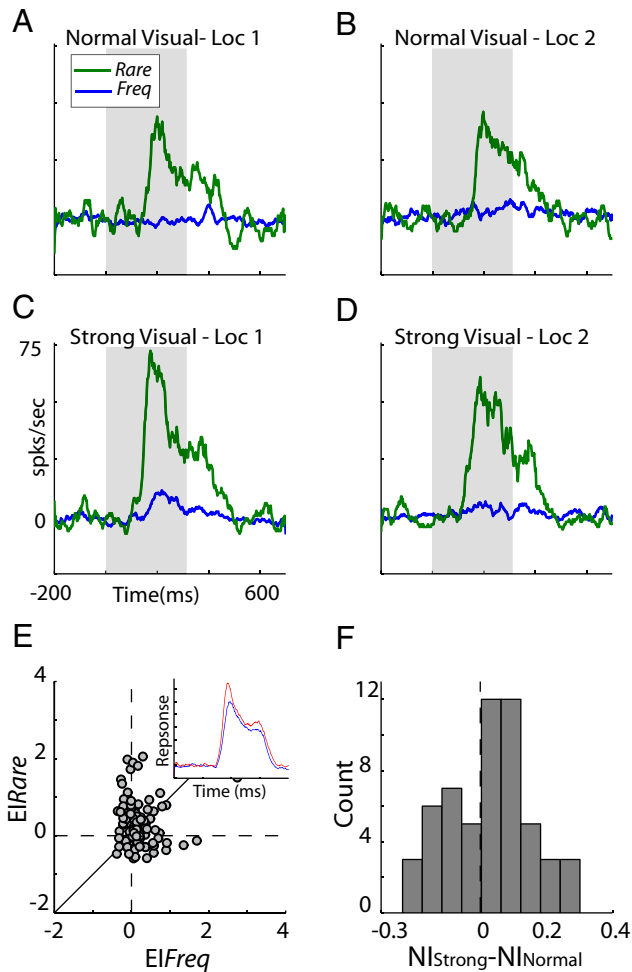 A
B
Normal Visual- Loc 1
Normal Visual - Loc 2
Rare
Freq
C
D
Strong Visual - Loc 1
Strong Visual - Loc 2
75
spks/sec
0
-200
Time(ms)
600
E
F
4
2
0
-2
EIRare
Repsonse
Time (ms)
-2
0
2
4
EIFreq
12
8
4
0
Count
-0.3
0
0.2
0.4
NIStrong-NINormal